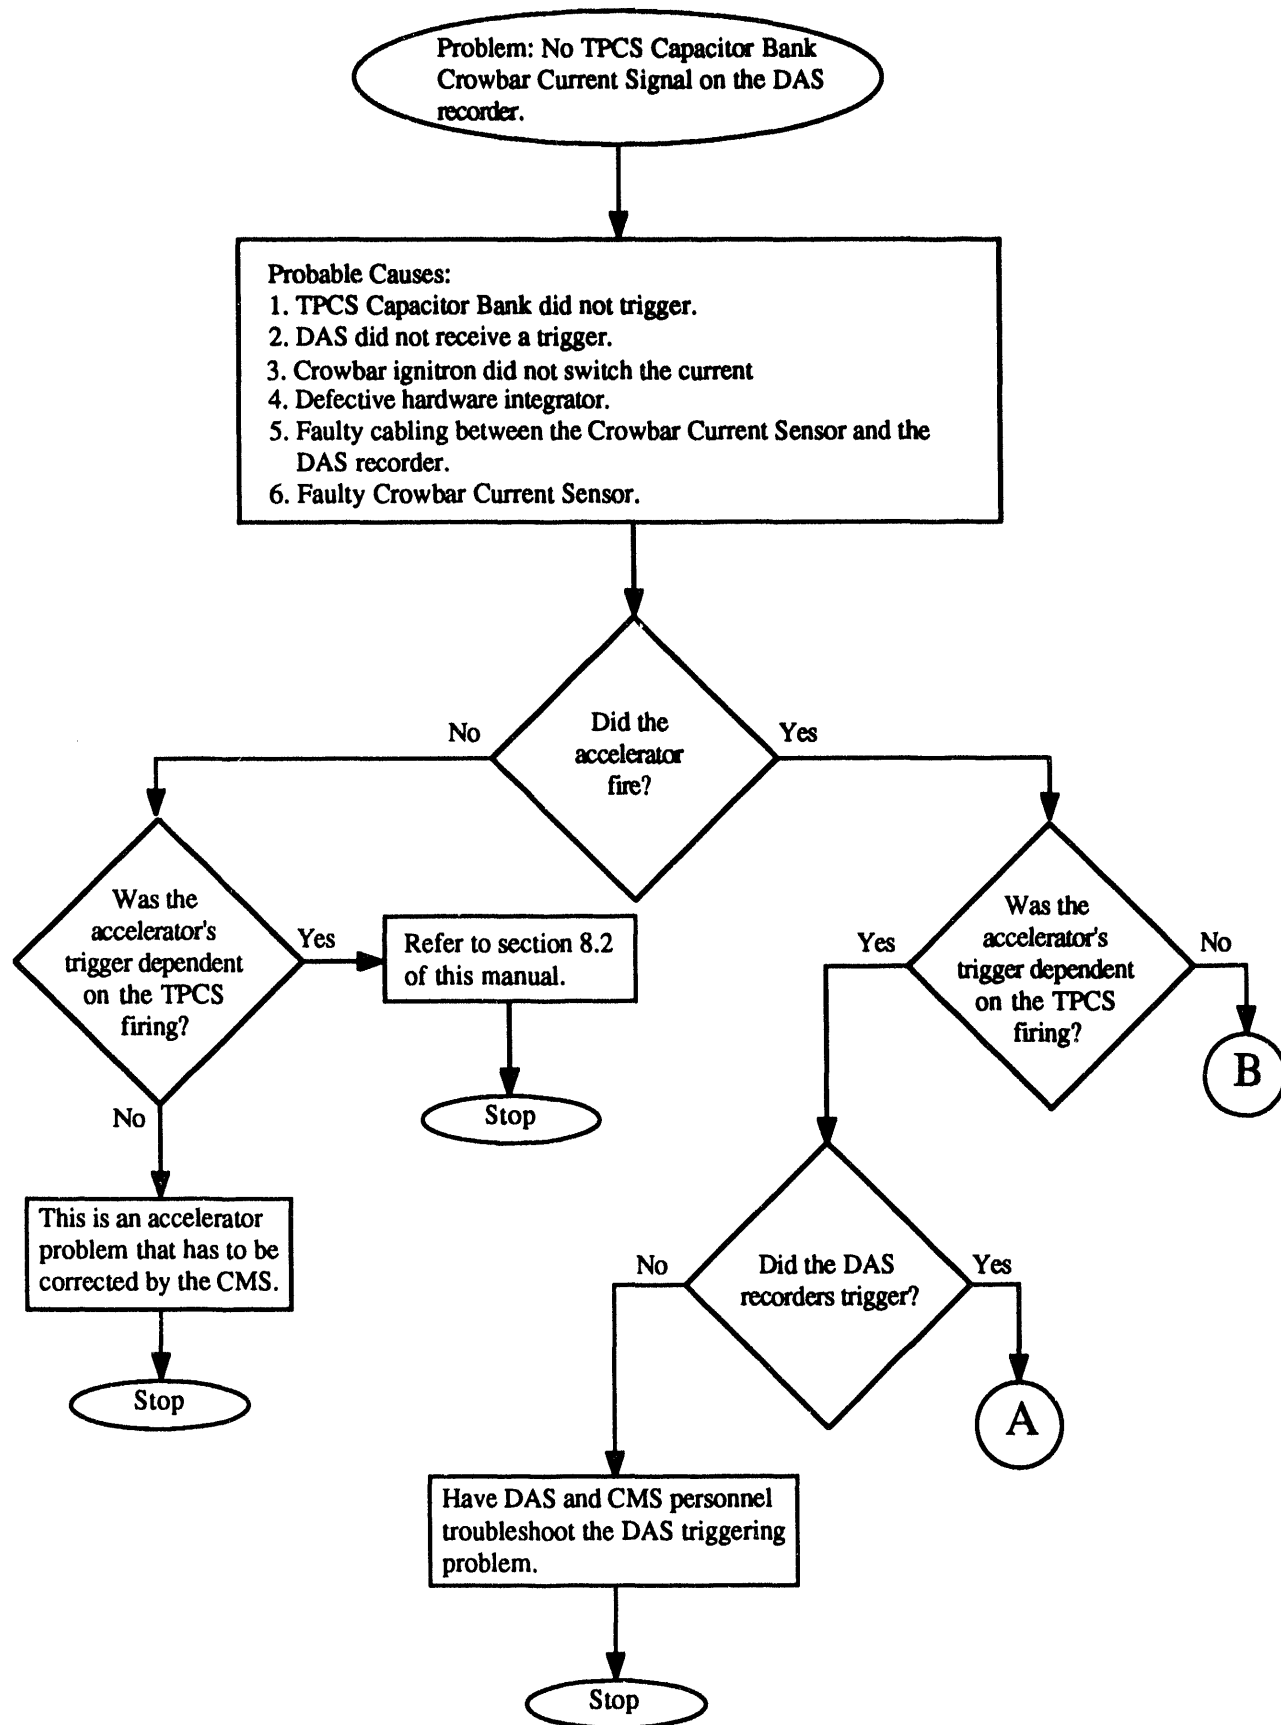 Problem: No TPCS Capacitor Bank
Crowbar Current Signal on the DAS
recorder.
Probable Causes:
1. TPCS Capacitor Bank did not trigger.
2. DAS did not receive a trigger.
3. Crowbar ignitron did not switch the current
4. Defective hardware integrator.
5. Faulty cabling between the Crowbar Current Sensor and the
DAS recorder.
6. Faulty Crowbar Current Sensor.
Did the
accelerator
fire?
No
Yes
Was the
accelerator's
trigger dependent
on the TPCS
firing?
Yes
Refer to section 8.2
of this manual.
Stop
No
This is an accelerator
problem that has to be
corrected by the CMS.
Stop
Was the
accelerator's
trigger dependent
on the TPCS
firing?
Yes
No
B
Did the DAS
recorders trigger?
No
Yes
A
Have DAS and CMS personnel
troubleshoot the DAS triggering
problem.
Stop